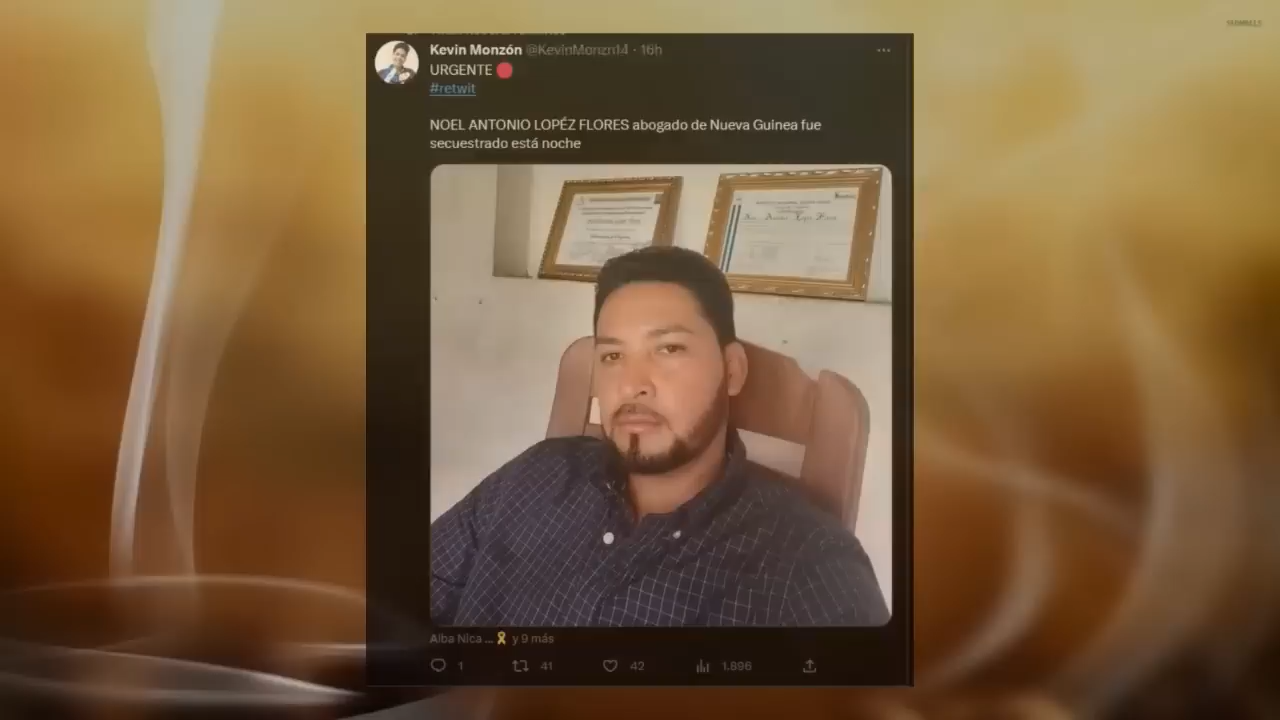 Kevin Monzón @KevinMonzn14 · 16h
URGENTE
#retwit
NOEL ANTONIO LOPÉZ FLORES abogado de Nueva Guinea fue
secuestrado está noche
Alba Nica ... y 9 más
1 41 42 1.896